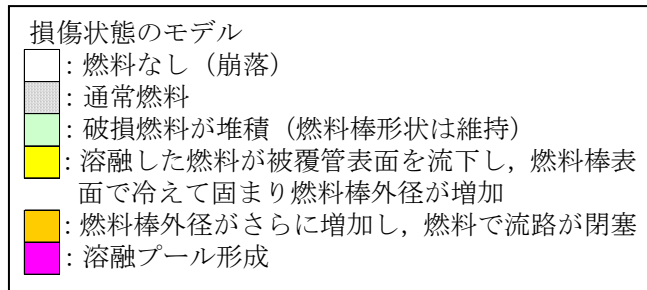 損傷状態のモデル
：燃料なし（崩落）
：通常燃料
：破損燃料が堆積（燃料棒形状は維持）
：溶融した燃料が被覆管表面を流下し，燃料棒表
面で冷えて固まり燃料棒外径が増加
：燃料棒外径がさらに増加し，燃料で流路が閉塞
：溶融プール形成